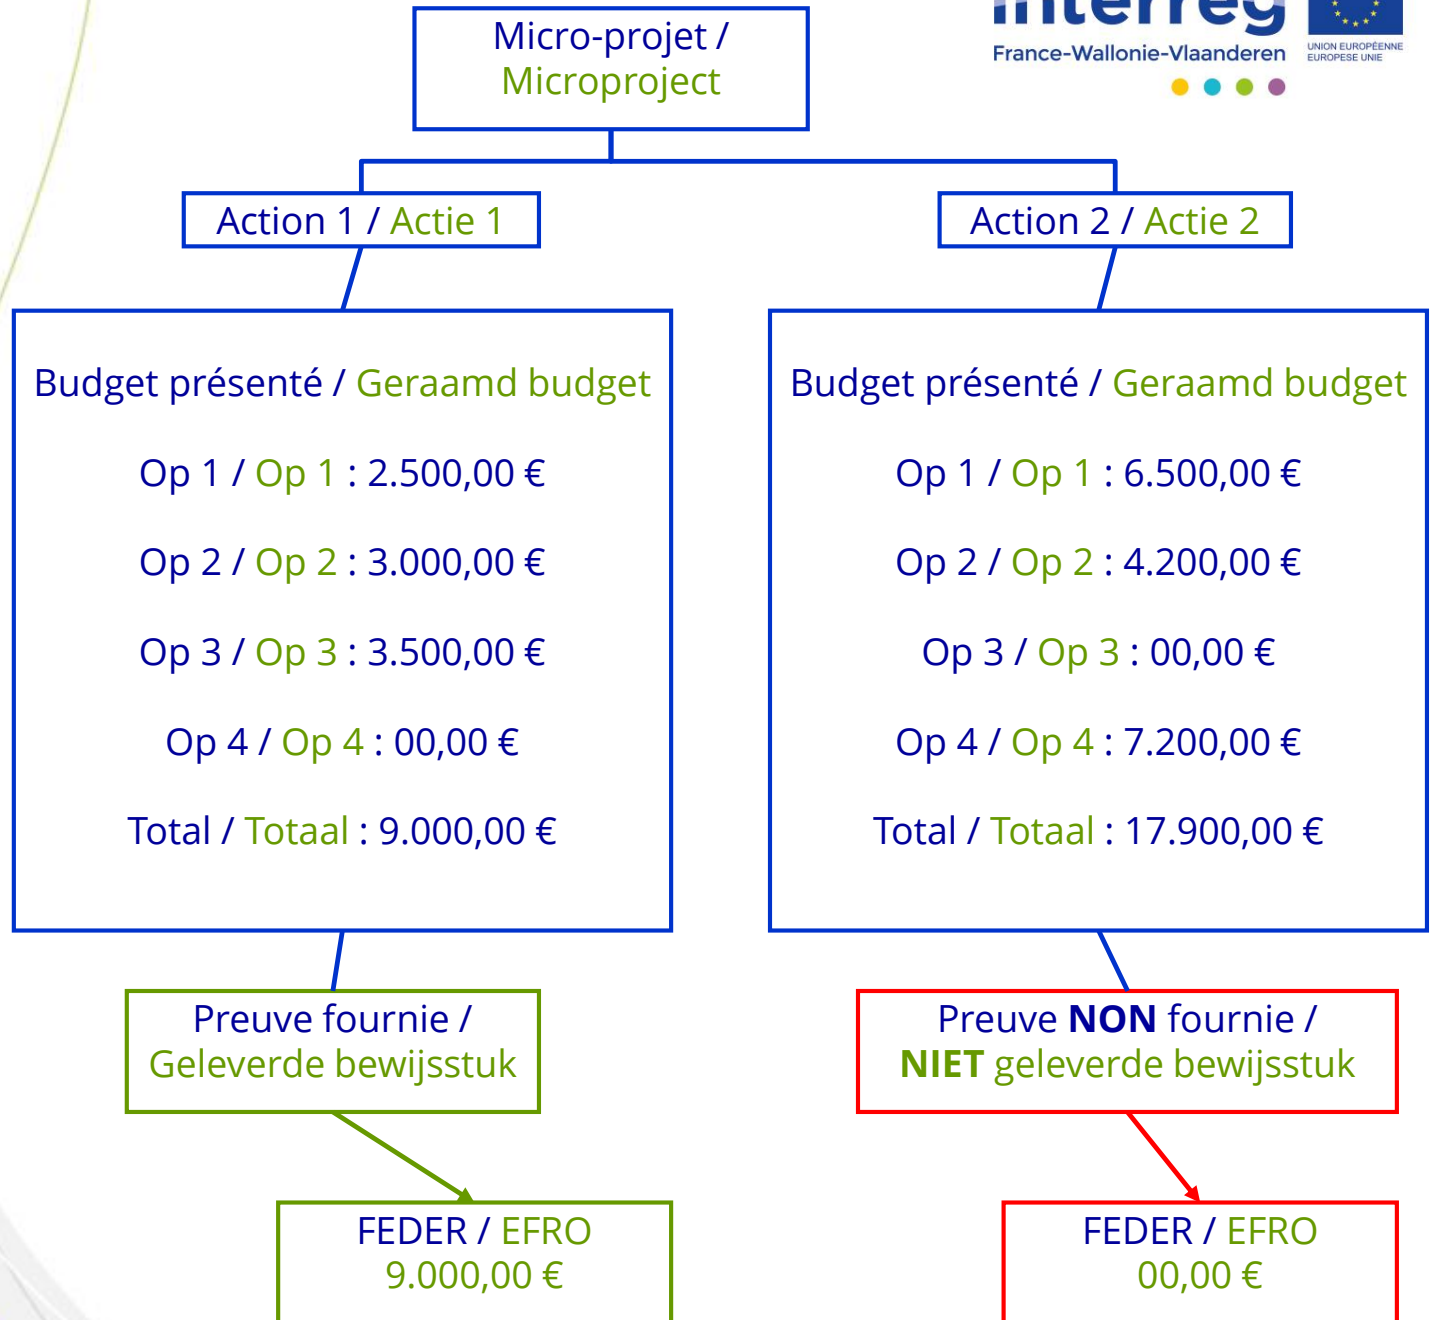 Interreg
France-Wallonie-Vlaanderen
UNION EUROPÉENNE
EUROPESE UNIE
Micro-projet /
Microproject
Action 1 / Actie 1
Action 2 / Actie 2
Budget présenté / Geraamd budget
Op 1 / Op 1 : 2.500,00 €
Op 2 / Op 2 : 3.000,00 €
Op 3 / Op 3 : 3.500,00 €
Op 4 / Op 4 : 00,00 €
Total / Totaal : 9.000,00 €
Budget présenté / Geraamd budget
Op 1 / Op 1 : 6.500,00 €
Op 2 / Op 2 : 4.200,00 €
Op 3 / Op 3 : 00,00 €
Op 4 / Op 4 : 7.200,00 €
Total / Totaal : 17.900,00 €
Preuve fournie /
Geleverde bewijsstuk
Preuve NON fournie /
NIET geleverde bewijsstuk
FEDER / EFRO
9.000,00 €
FEDER / EFRO
00,00 €